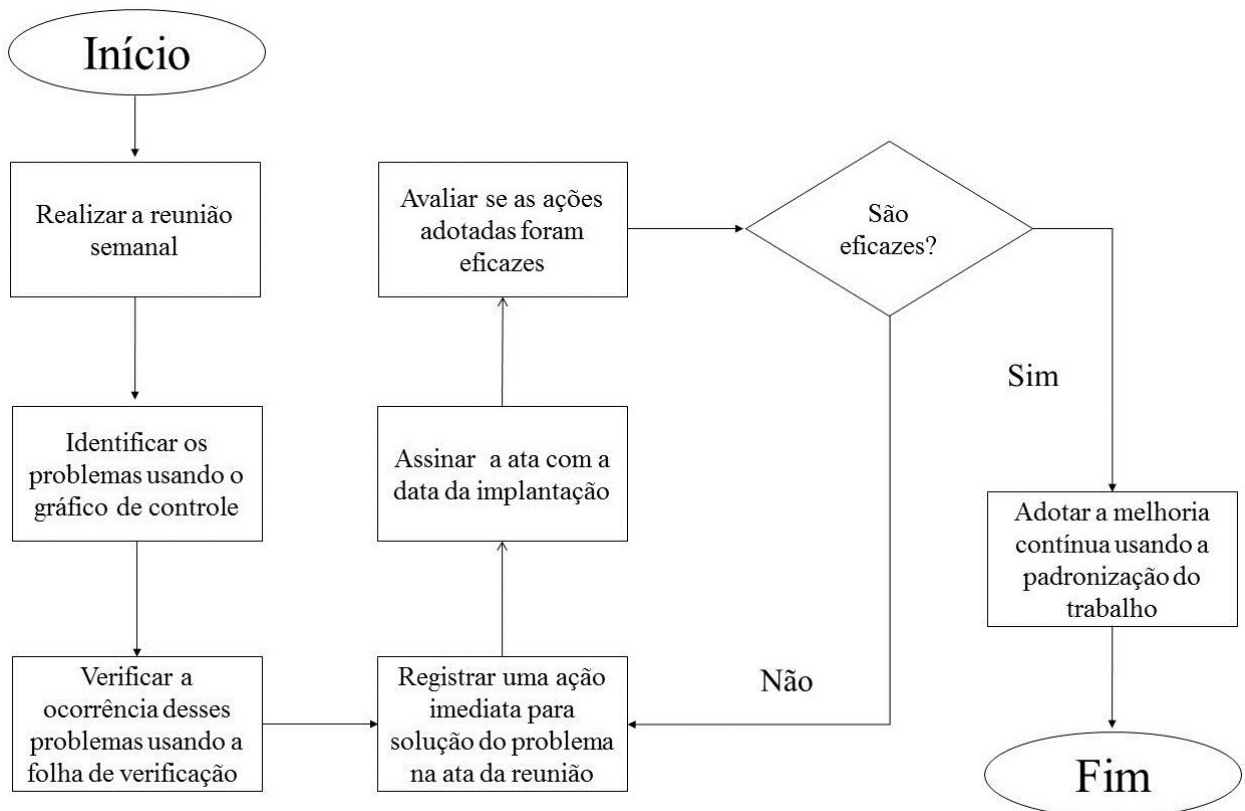 Início
Realizar a reunião
semanal
Identificar os
problemas usando o
gráfico de controle
Verificar a
ocorrência desses
problemas usando a
folha de verificação
Registrar uma ação
imediata para
solução do problema
na ata da reunião
Assinar a ata com a
data da implantação
Avaliar se as ações
adotadas foram
eficazes
São
eficazes?
Não
Sim
Adotar a melhoria
contínua usando a
padronização do
trabalho
Fim